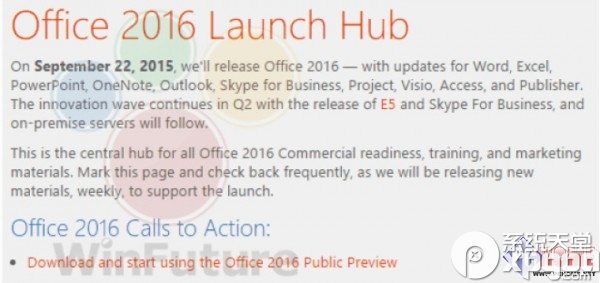 Office 2016 Launch Hub
On September 22, 2015, we'll release Office 2016 — with updates for Word, Excel,
PowerPoint, OneNote, Outlook, Skype for Business, Project, Visio, Access, and Publisher.
The innovation wave continues in Q2 with the release of E5 and Skype For Business, and
on-premise servers will follow.
This is the central hub for all Office 2016 Commercial readiness, training, and marketing
materials. Mark this page and check back frequently, as we will be releasing new
materials, weekly, to support the launch.
Office 2016 Calls to Action:
• Download and start using the Office 2016 Public Preview
WinFuture
系统天堂